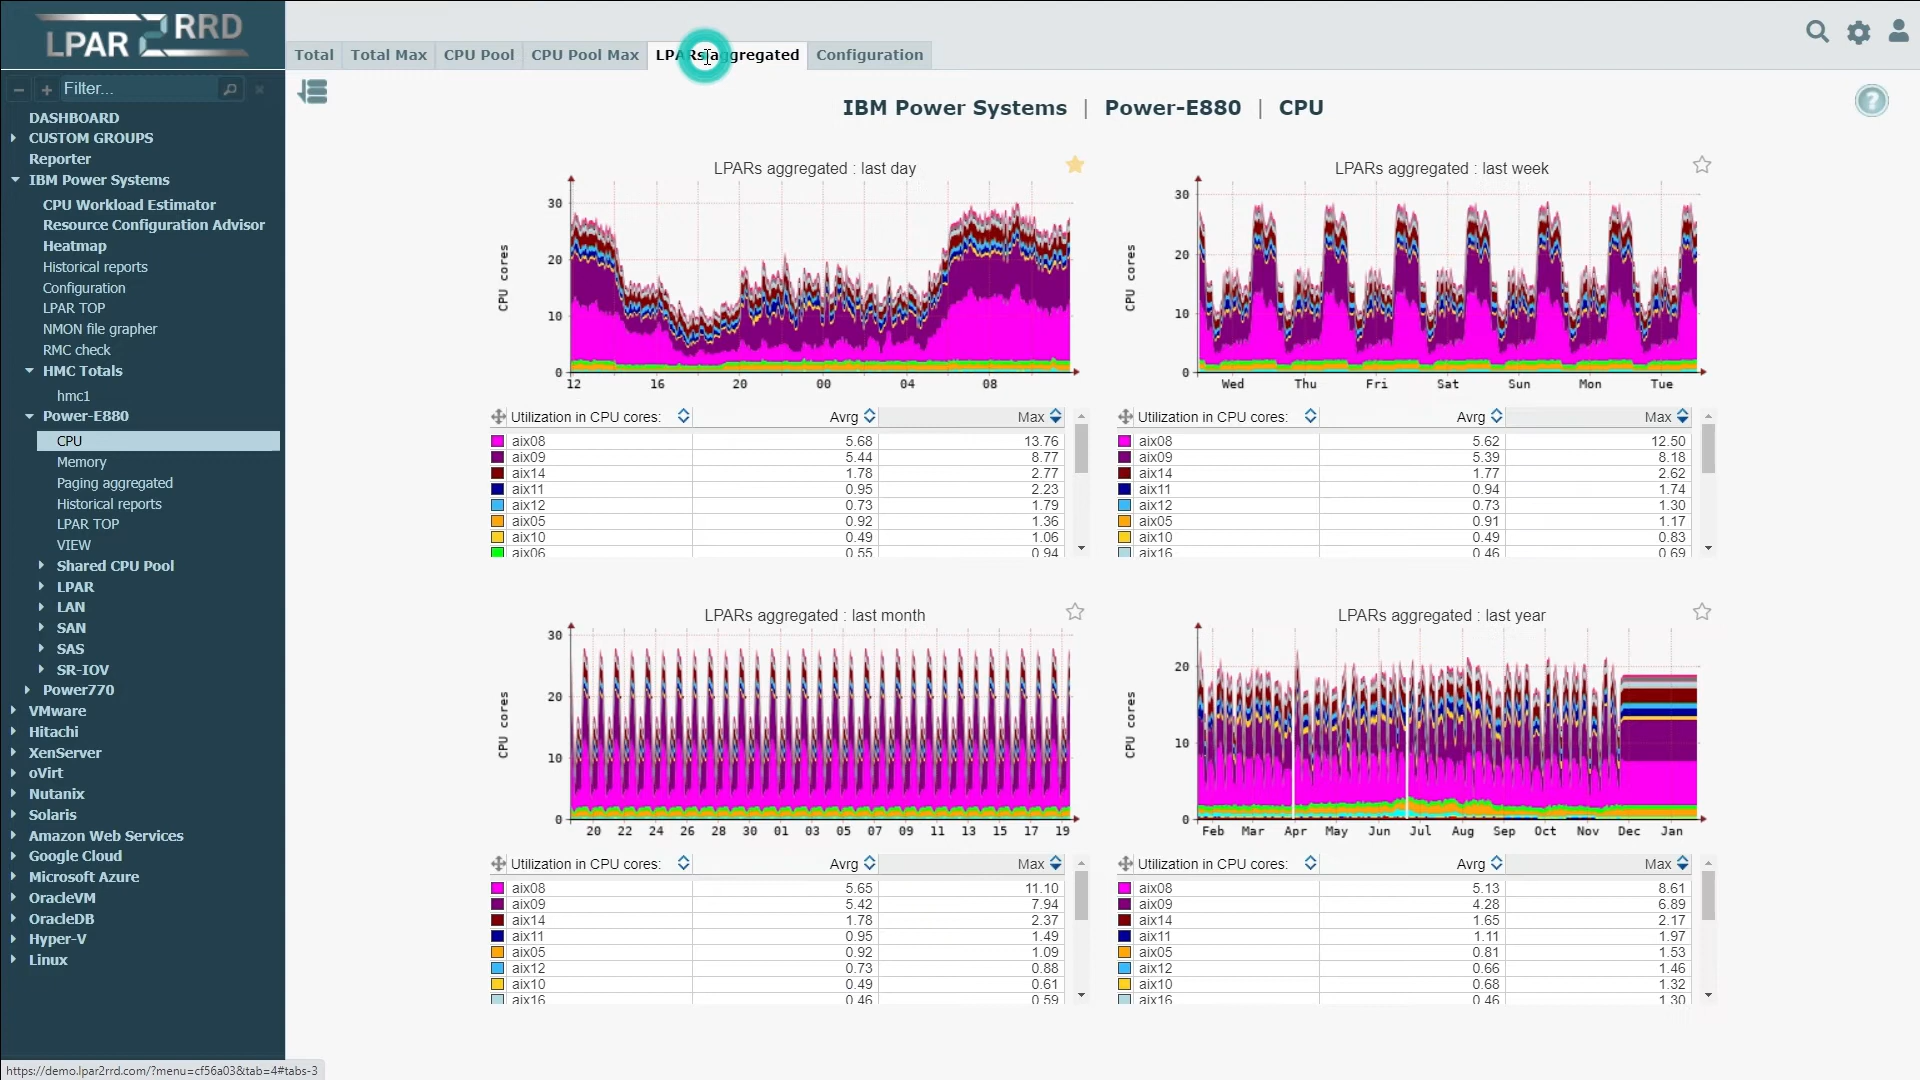 LPAR2RRD
Total
Total Max
CPU Pool
CPU Pool Max
LPARs aggregated
Configuration
Filter...
DASHBOARD
CUSTOM GROUPS
Reporter
IBM Power Systems
CPU Workload Estimator
Resource Configuration Advisor
Heatmap
Historical reports
Configuration
LPAR TOP
NMON file grapher
RMC check
HMC Totals
hmc1
Power-E880
CPU
Memory
Paging aggregated
Historical reports
LPAR TOP
VIEW
Shared CPU Pool
LPAR
LAN
SAN
SAS
SR-IOV
Power770
VMware
Hitachi
XenServer
oVirt
Nutanix
Solaris
Amazon Web Services
Google Cloud
Microsoft Azure
OracleVM
OracleDB
Hyper-V
Linux
https://demo.lpar2rrd.com/?menu=cf56a03&tab=4#tabs-3
IBM Power Systems | Power-E880 | CPU
?
LPARs aggregated : last day
CPU cores
30
20
10
0
12 16 20 00 04 08
Utilization in CPU cores: Avrg Max
aix08 5.68 13.76
aix09 5.44 8.77
aix14 1.78 2.77
aix11 0.95 2.23
aix12 0.73 1.79
aix05 0.92 1.36
aix10 0.49 1.06
aix06 0.55 0.94
LPARs aggregated : last week
CPU cores
30
20
10
0
Wed Thu Fri Sat Sun Mon Tue
Utilization in CPU cores: Avrg Max
aix08 5.62 12.50
aix09 5.39 8.18
aix14 1.77 2.62
aix11 0.94 1.74
aix12 0.73 1.30
aix05 0.91 1.17
aix10 0.49 0.83
aix16 0.46 0.69
LPARs aggregated : last month
CPU cores
30
20
10
0
20 22 24 26 28 30 01 03 05 07 09 11 13 15 17 19
Utilization in CPU cores: Avrg Max
aix08 5.65 11.10
aix09 5.42 7.94
aix14 1.78 2.37
aix11 0.95 1.49
aix05 0.92 1.09
aix12 0.73 0.88
aix10 0.49 0.61
aix16 0.46 0.59
LPARs aggregated : last year
CPU cores
20
10
0
Feb Mar Apr May Jun Jul Aug Sep Oct Nov Dec Jan
Utilization in CPU cores: Avrg Max
aix08 5.13 8.61
aix09 4.28 6.89
aix14 1.65 2.17
aix11 1.11 1.97
aix05 0.81 1.53
aix12 0.66 1.46
aix10 0.68 1.32
aix16 0.46 1.30